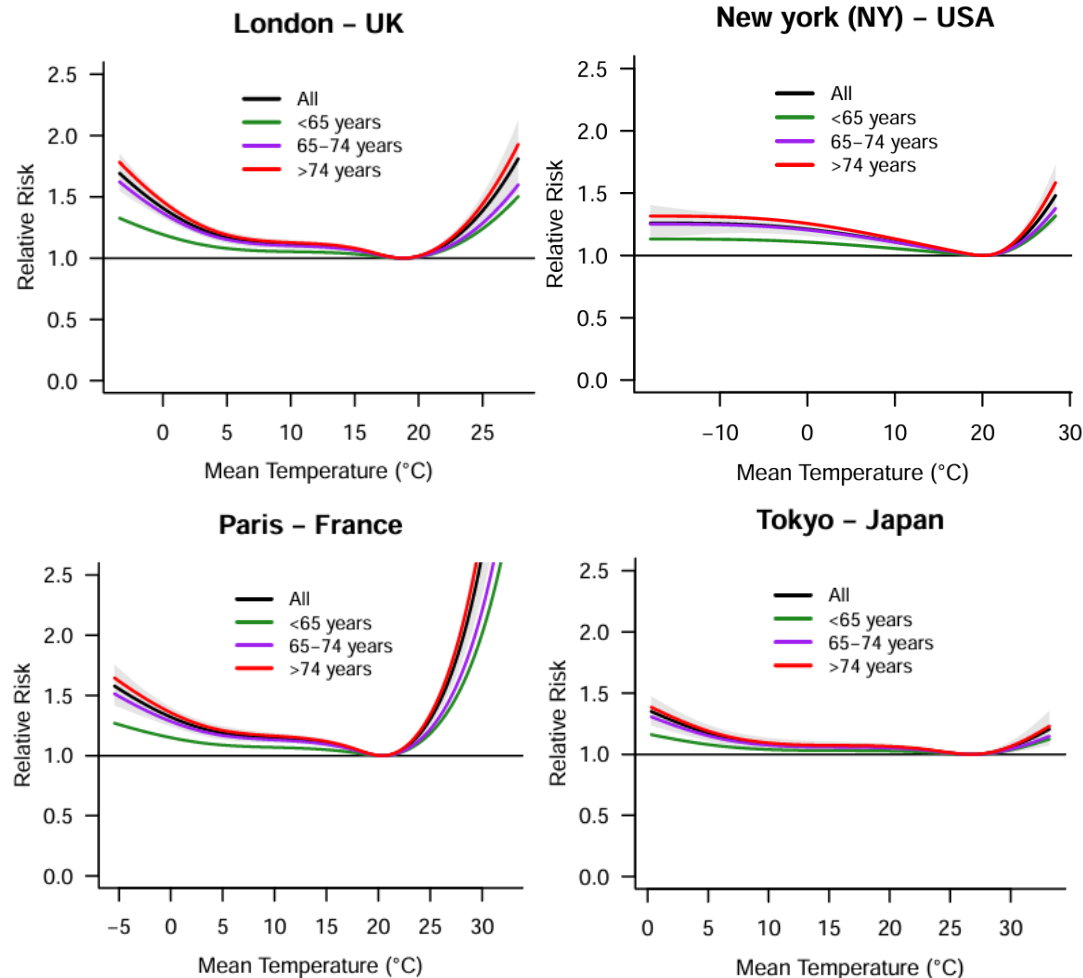 London – UK
2.5
2.0
1.5
1.0
0.5
0.0
Relative Risk
All
<65 years
65–74 years
>74 years
0 5 10 15 20 25
Mean Temperature (°C)
New york (NY) – USA
2.5
2.0
1.5
1.0
0.5
0.0
Relative Risk
All
<65 years
65–74 years
>74 years
–10 0 10 20 30
Mean Temperature (°C)
Paris – France
2.5
2.0
1.5
1.0
0.5
0.0
Relative Risk
All
<65 years
65–74 years
>74 years
–5 0 5 10 15 20 25 30
Mean Temperature (°C)
Tokyo – Japan
2.5
2.0
1.5
1.0
0.5
0.0
Relative Risk
All
<65 years
65–74 years
>74 years
0 5 10 15 20 25 30
Mean Temperature (°C)